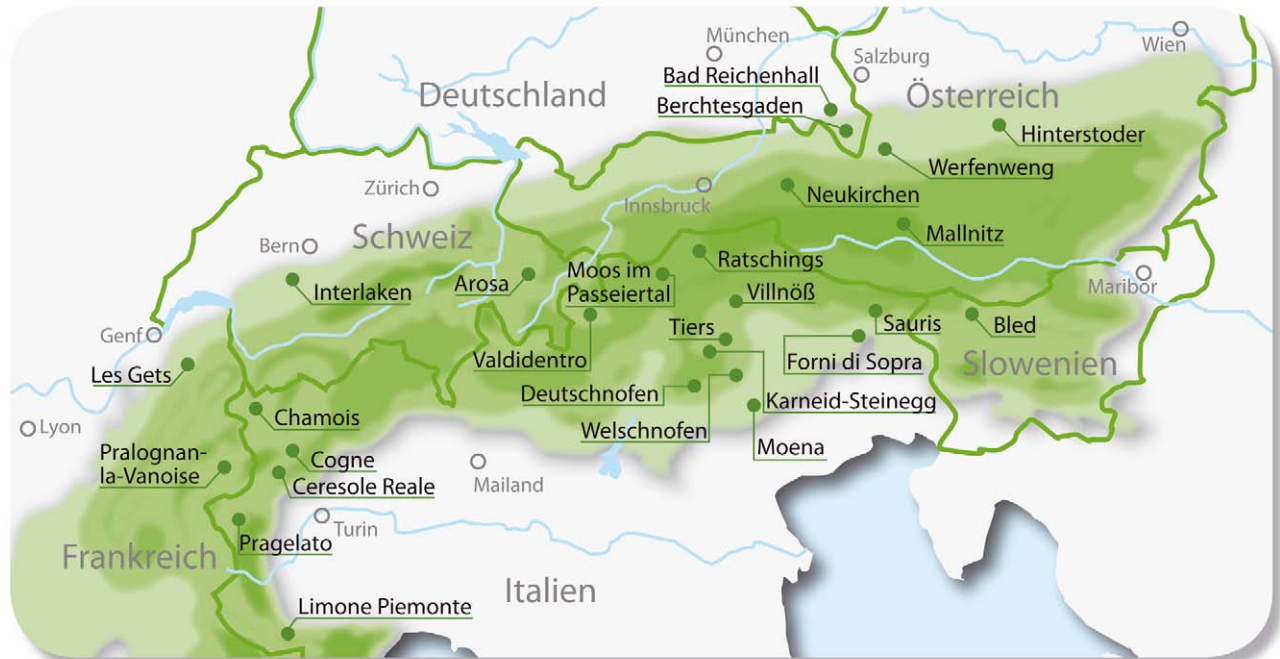 München
Wien
Salzburg
Bad Reichenhall
Deutschland
Österreich
Berchtesgaden
Hinterstoder
Werfenweng
Zürich
Neukirchen
Innsbruck
Schweiz
Mallnitz
Bern
Ratschings
Moos im
Passeiertal
Arosa
Interlaken
Villnöß
Maribor
Genf
Tiers
Sauris
Bled
Valdidentro
Forni di Sopra
Slowenien
Les Gets
Deutschnofen
Karneid-Steinegg
Chamois
Lyon
Welschnofen
Moena
Pralognan-
la-Vanoise
Cogne
Ceresole Reale
Mailand
Turin
Pragelato
Frankreich
Italien
Limone Piemonte